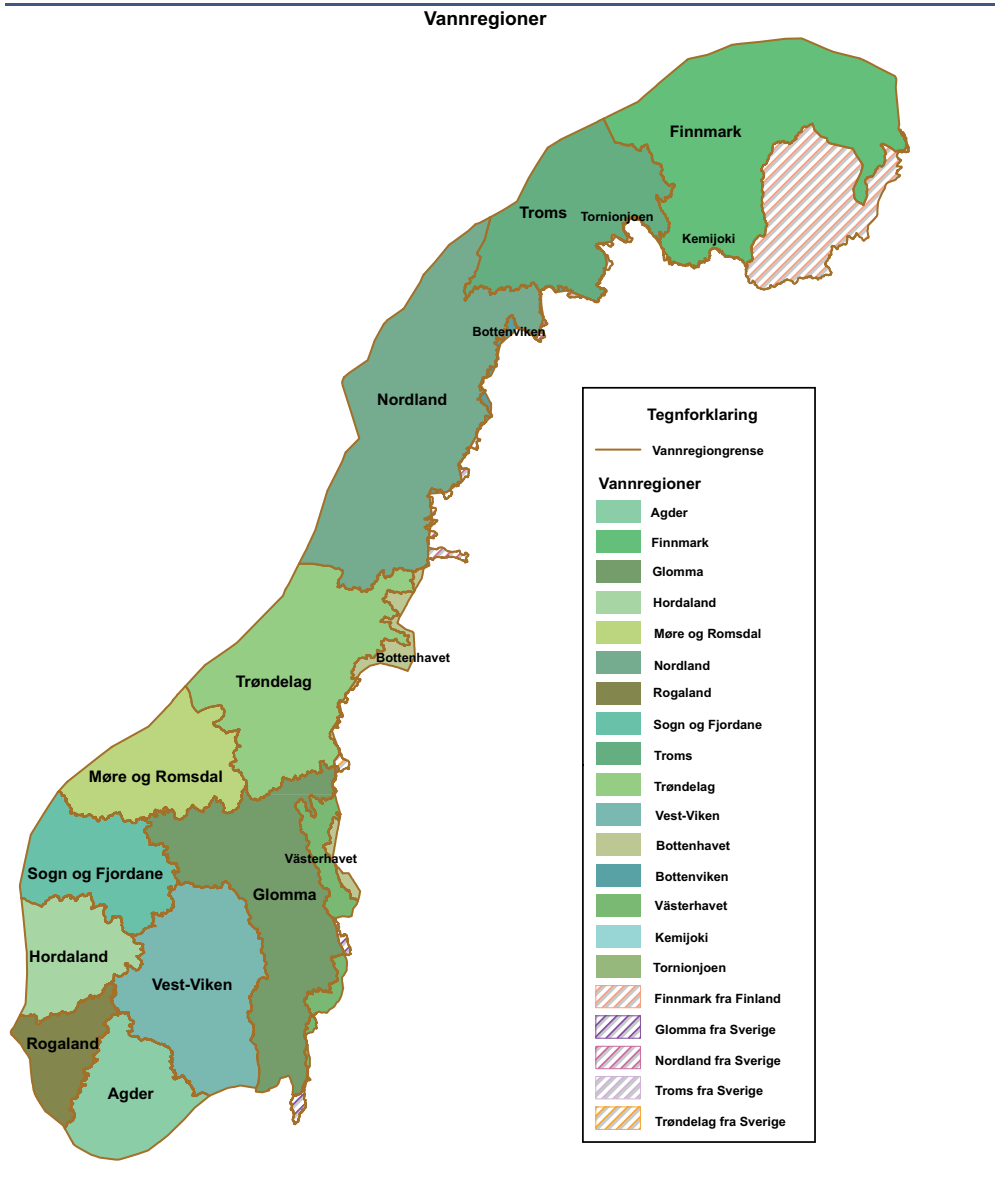 Vannregioner
Finnmark
Troms
Tornionjoen
Kemijoki
Bottenviken
Nordland
Bottenhavet
Trøndelag
Møre og Romsdal
Västerhavet
Sogn og Fjordane
Glomma
Hordaland
Vest-Viken
Rogaland
Agder
Tegnforklaring
Vannregiongrense
Vannregioner
Agder
Finnmark
Glomma
Hordaland
Møre og Romsdal
Nordland
Rogaland
Sogn og Fjordane
Troms
Trøndelag
Vest-Viken
Bottenhavet
Bottenviken
Västerhavet
Kemijoki
Tornionjoen
Finnmark fra Finland
Glomma fra Sverige
Nordland fra Sverige
Troms fra Sverige
Trøndelag fra Sverige